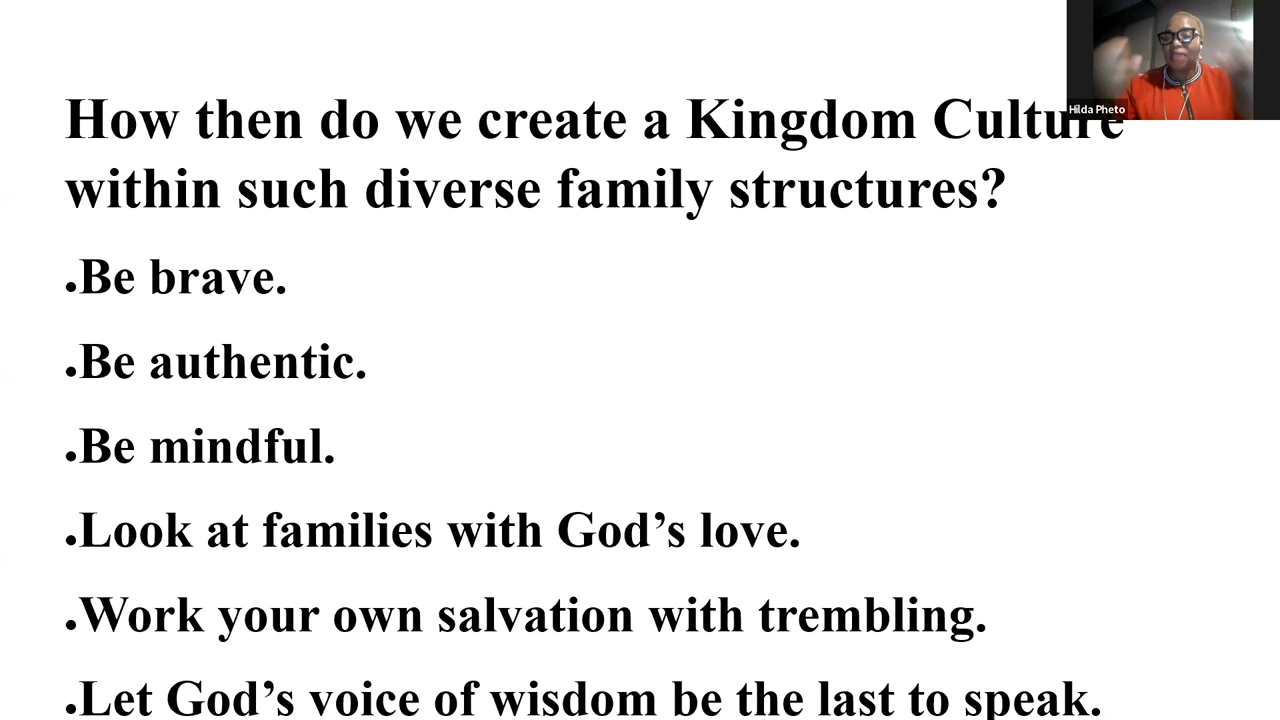 How then do we create a Kingdom Culture
within such diverse family structures?
•Be brave.
•Be authentic.
•Be mindful.
•Look at families with God’s love.
•Work your own salvation with trembling.
•Let God’s voice of wisdom be the last to speak.
Hilda Pheto